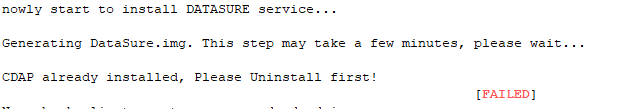 nowly start to install DATASURE service...
Generating DataSure.img. This step may take a few minutes, please wait...
CDAP already installed, Please Uninstall first!
[FAILED]